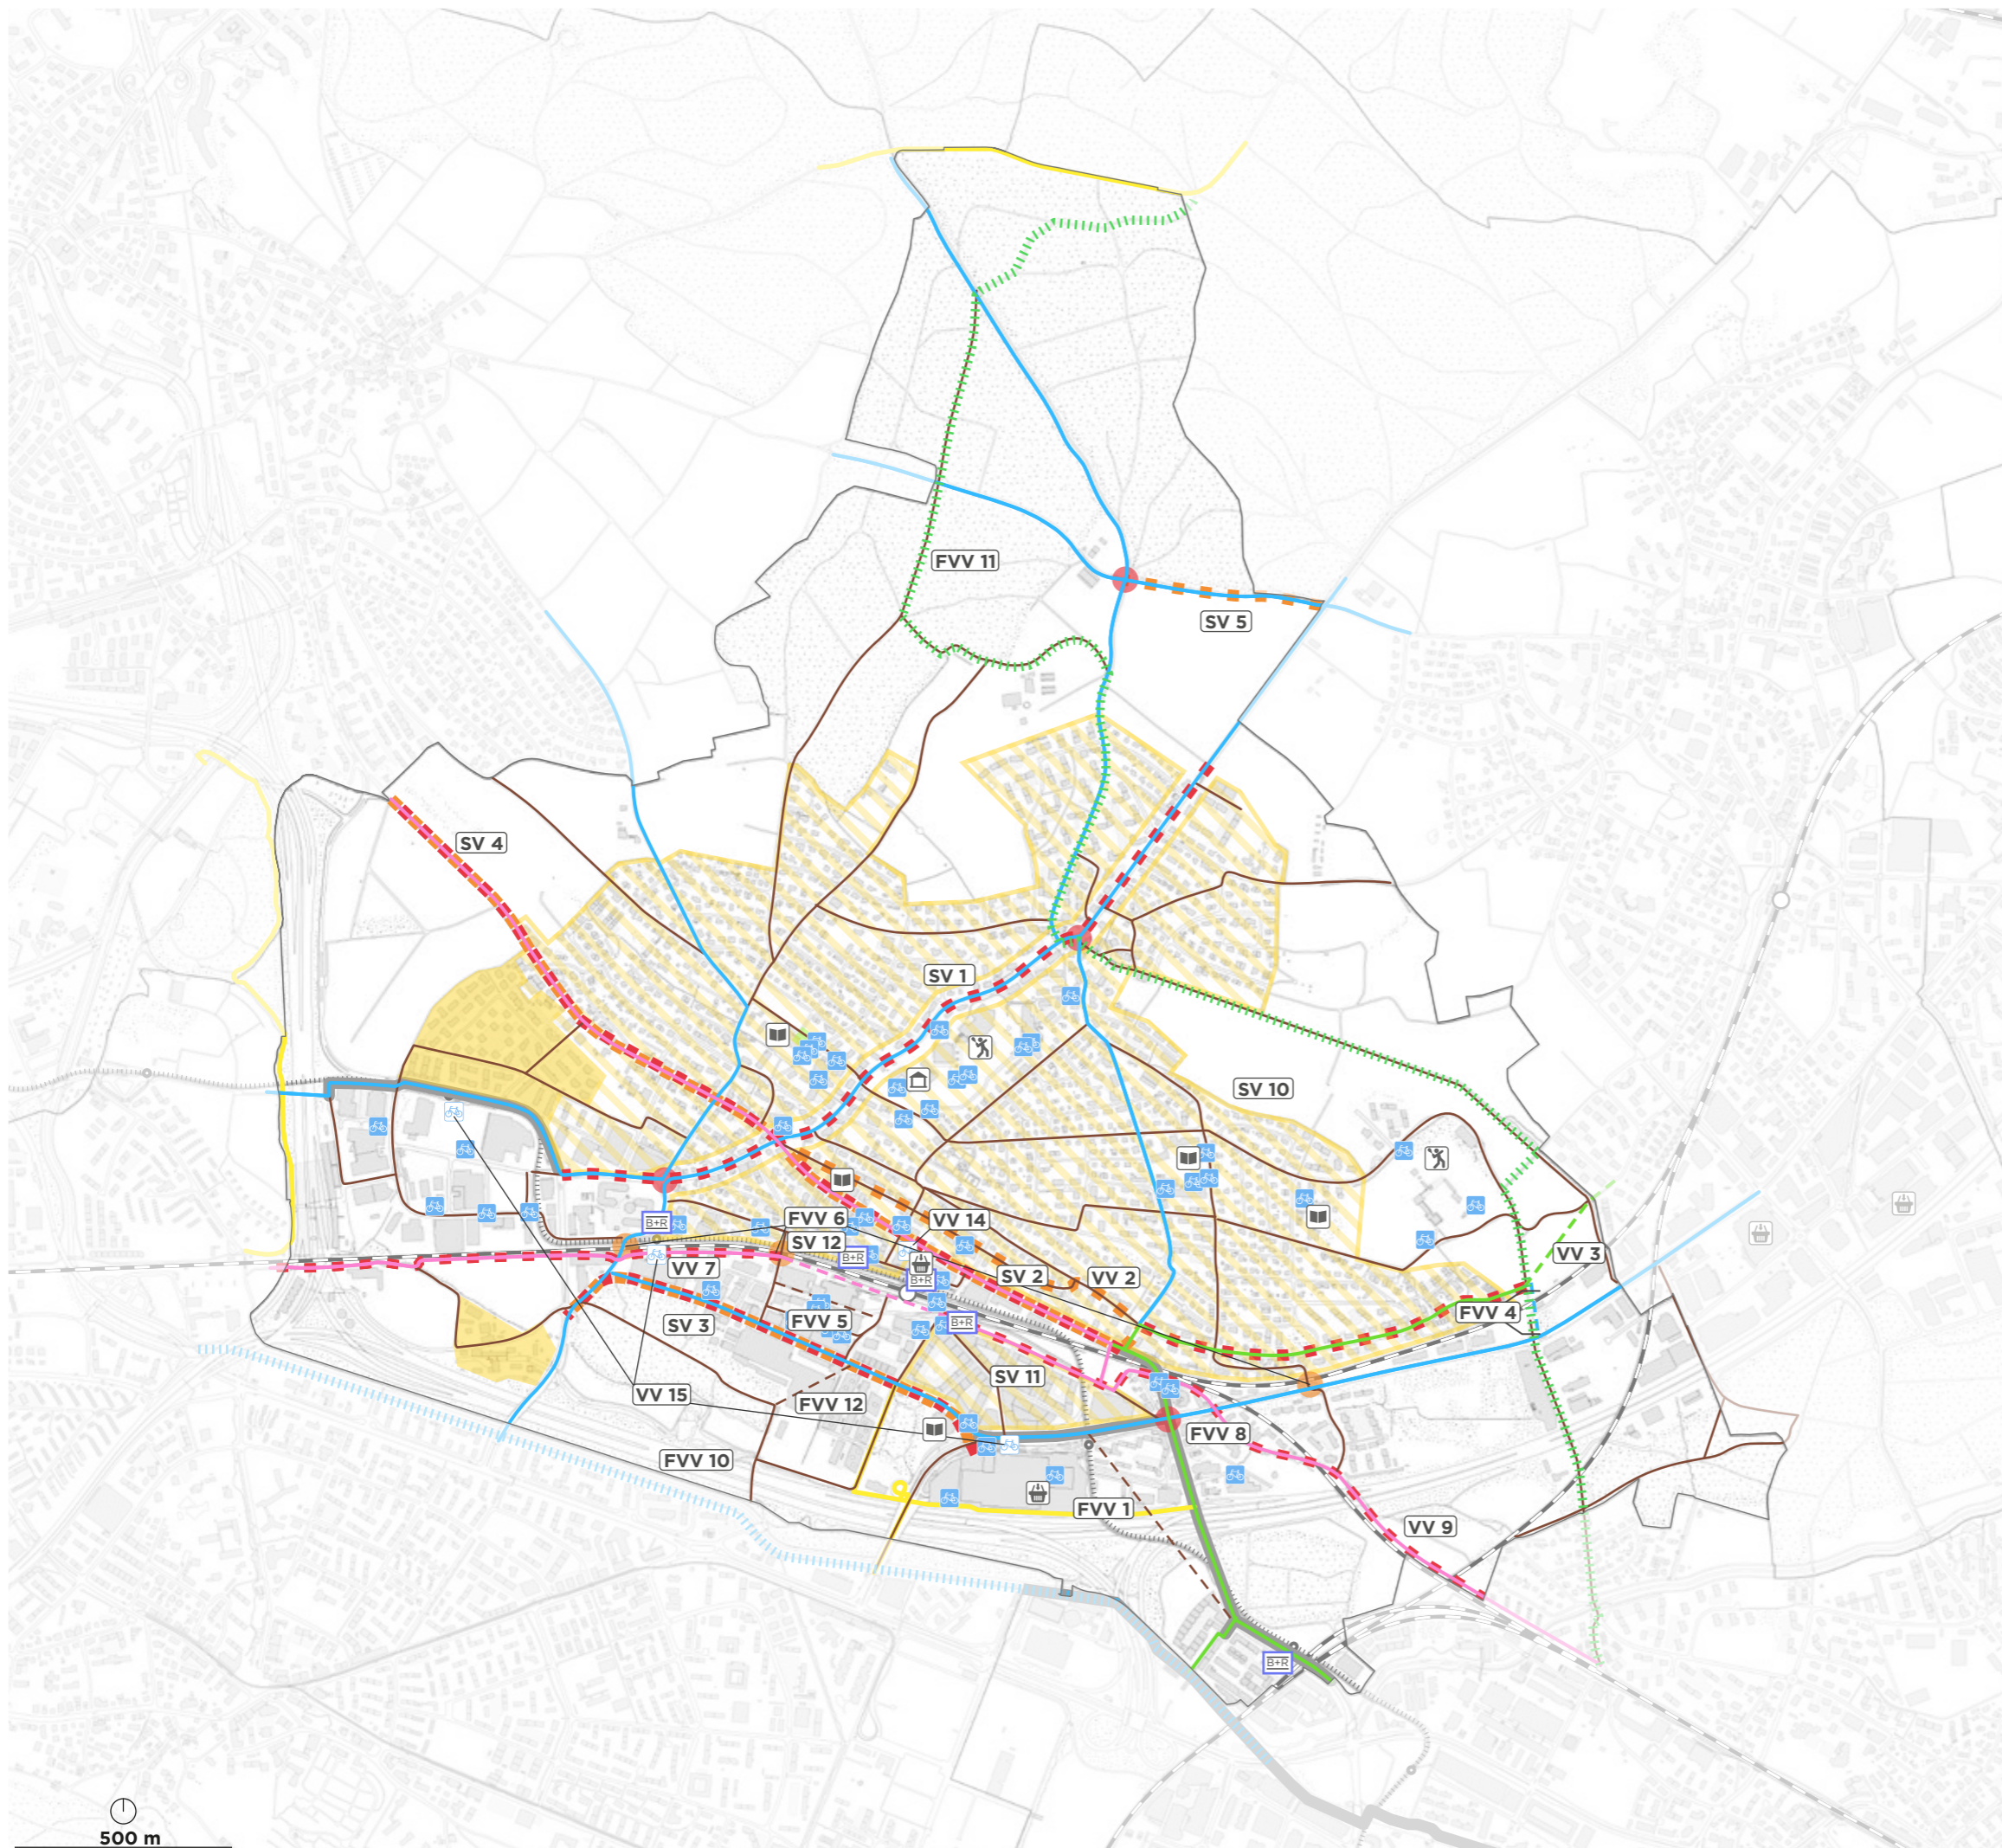 FVV 11
SV 5
SV 4
SV 1
SV 10
B+R
FVV 6
VV 14
SV 12
B+R
VV 3
VV 7
B+R
SV 2
VV 2
FVV 4
SV 3
FVV 5
B+R
SV 11
VV 15
FVV 12
FVV 8
FVV 10
FVV 1
VV 9
B+R
500 m